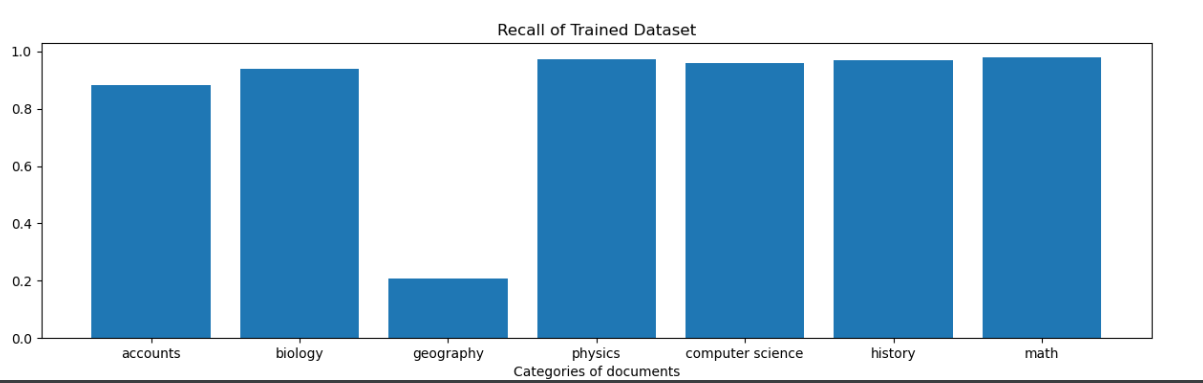 Recall of Trained Dataset
1.0
0.8
0.6
0.4
0.2
0.0
accounts biology geography physics computer science history math
Categories of documents